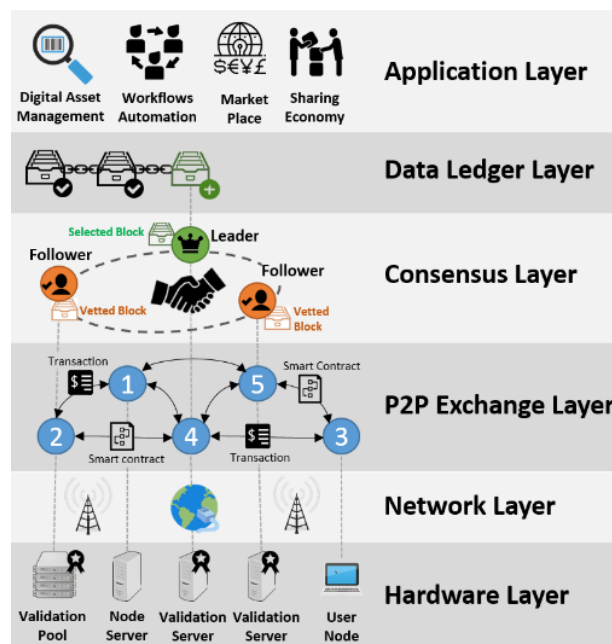 Digital Asset
Management
Workflows
Automation
Market
Place
Sharing
Economy
Application Layer
$€¥£
Data Ledger Layer
Selected Block
Leader
Follower
Follower
Vetted Block
Vetted
Block
Consensus Layer
Transaction
Smart Contract
1
5
2
4
3
Smart contract
Transaction
P2P Exchange Layer
Network Layer
Validation
Pool
Node
Server
Validation
Server
Validation
Server
User
Node
Hardware Layer